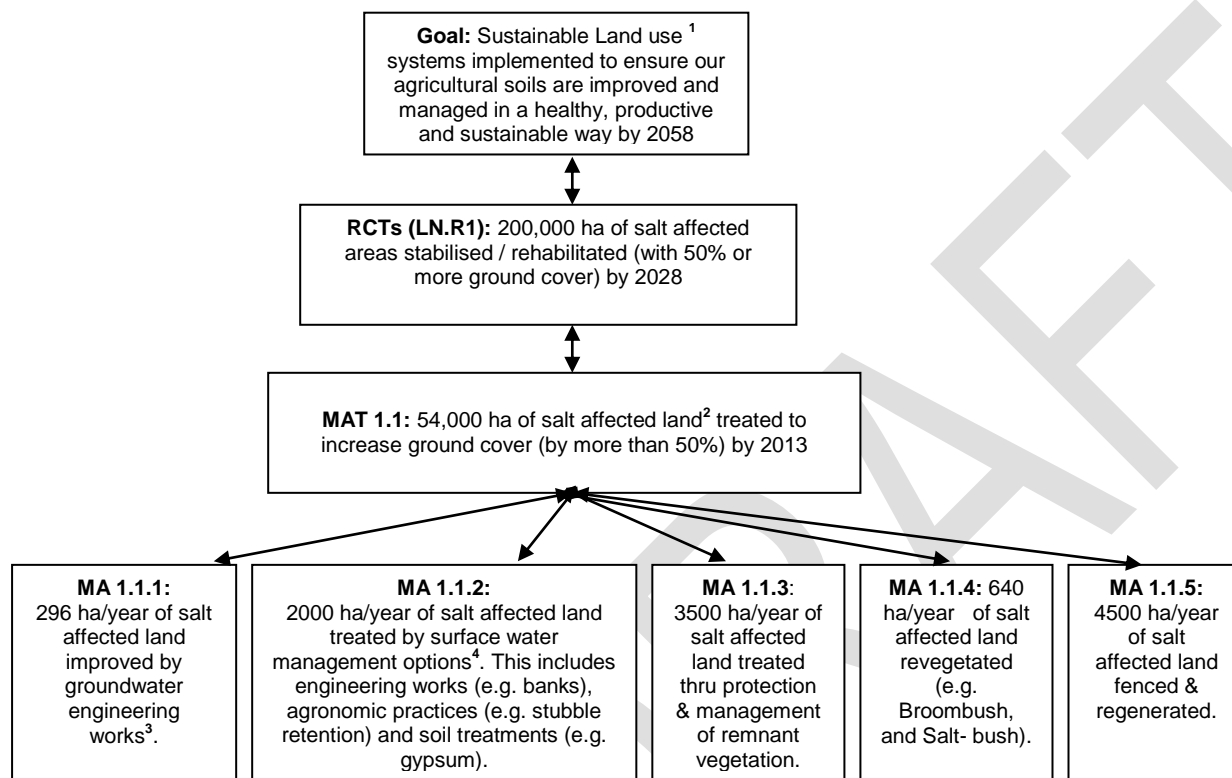 Goal: Sustainable Land use 1
systems implemented to ensure our
agricultural soils are improved and
managed in a healthy, productive
and sustainable way by 2058
RCTs (LN.R1): 200,000 ha of salt affected
areas stabilised / rehabilitated (with 50% or
more ground cover) by 2028
MAT 1.1: 54,000 ha of salt affected land2 treated to
increase ground cover (by more than 50%) by 2013
MA 1.1.1:
296 ha/year of salt
affected land
improved by
groundwater
engineering
works3.
MA 1.1.2:
2000 ha/year of salt affected land
treated by surface water
management options4. This includes
engineering works (e.g. banks),
agronomic practices (e.g. stubble
retention) and soil treatments (e.g.
gypsum).
MA 1.1.3:
3500 ha/year of
salt affected
land treated
thru protection
& management
of remnant
vegetation.
MA 1.1.4: 640
ha/year of salt
affected land
revegetated
(e.g.
Broombush,
and Salt- bush).
MA 1.1.5:
4500 ha/year
of salt
affected land
fenced &
regenerated.
DRAFT